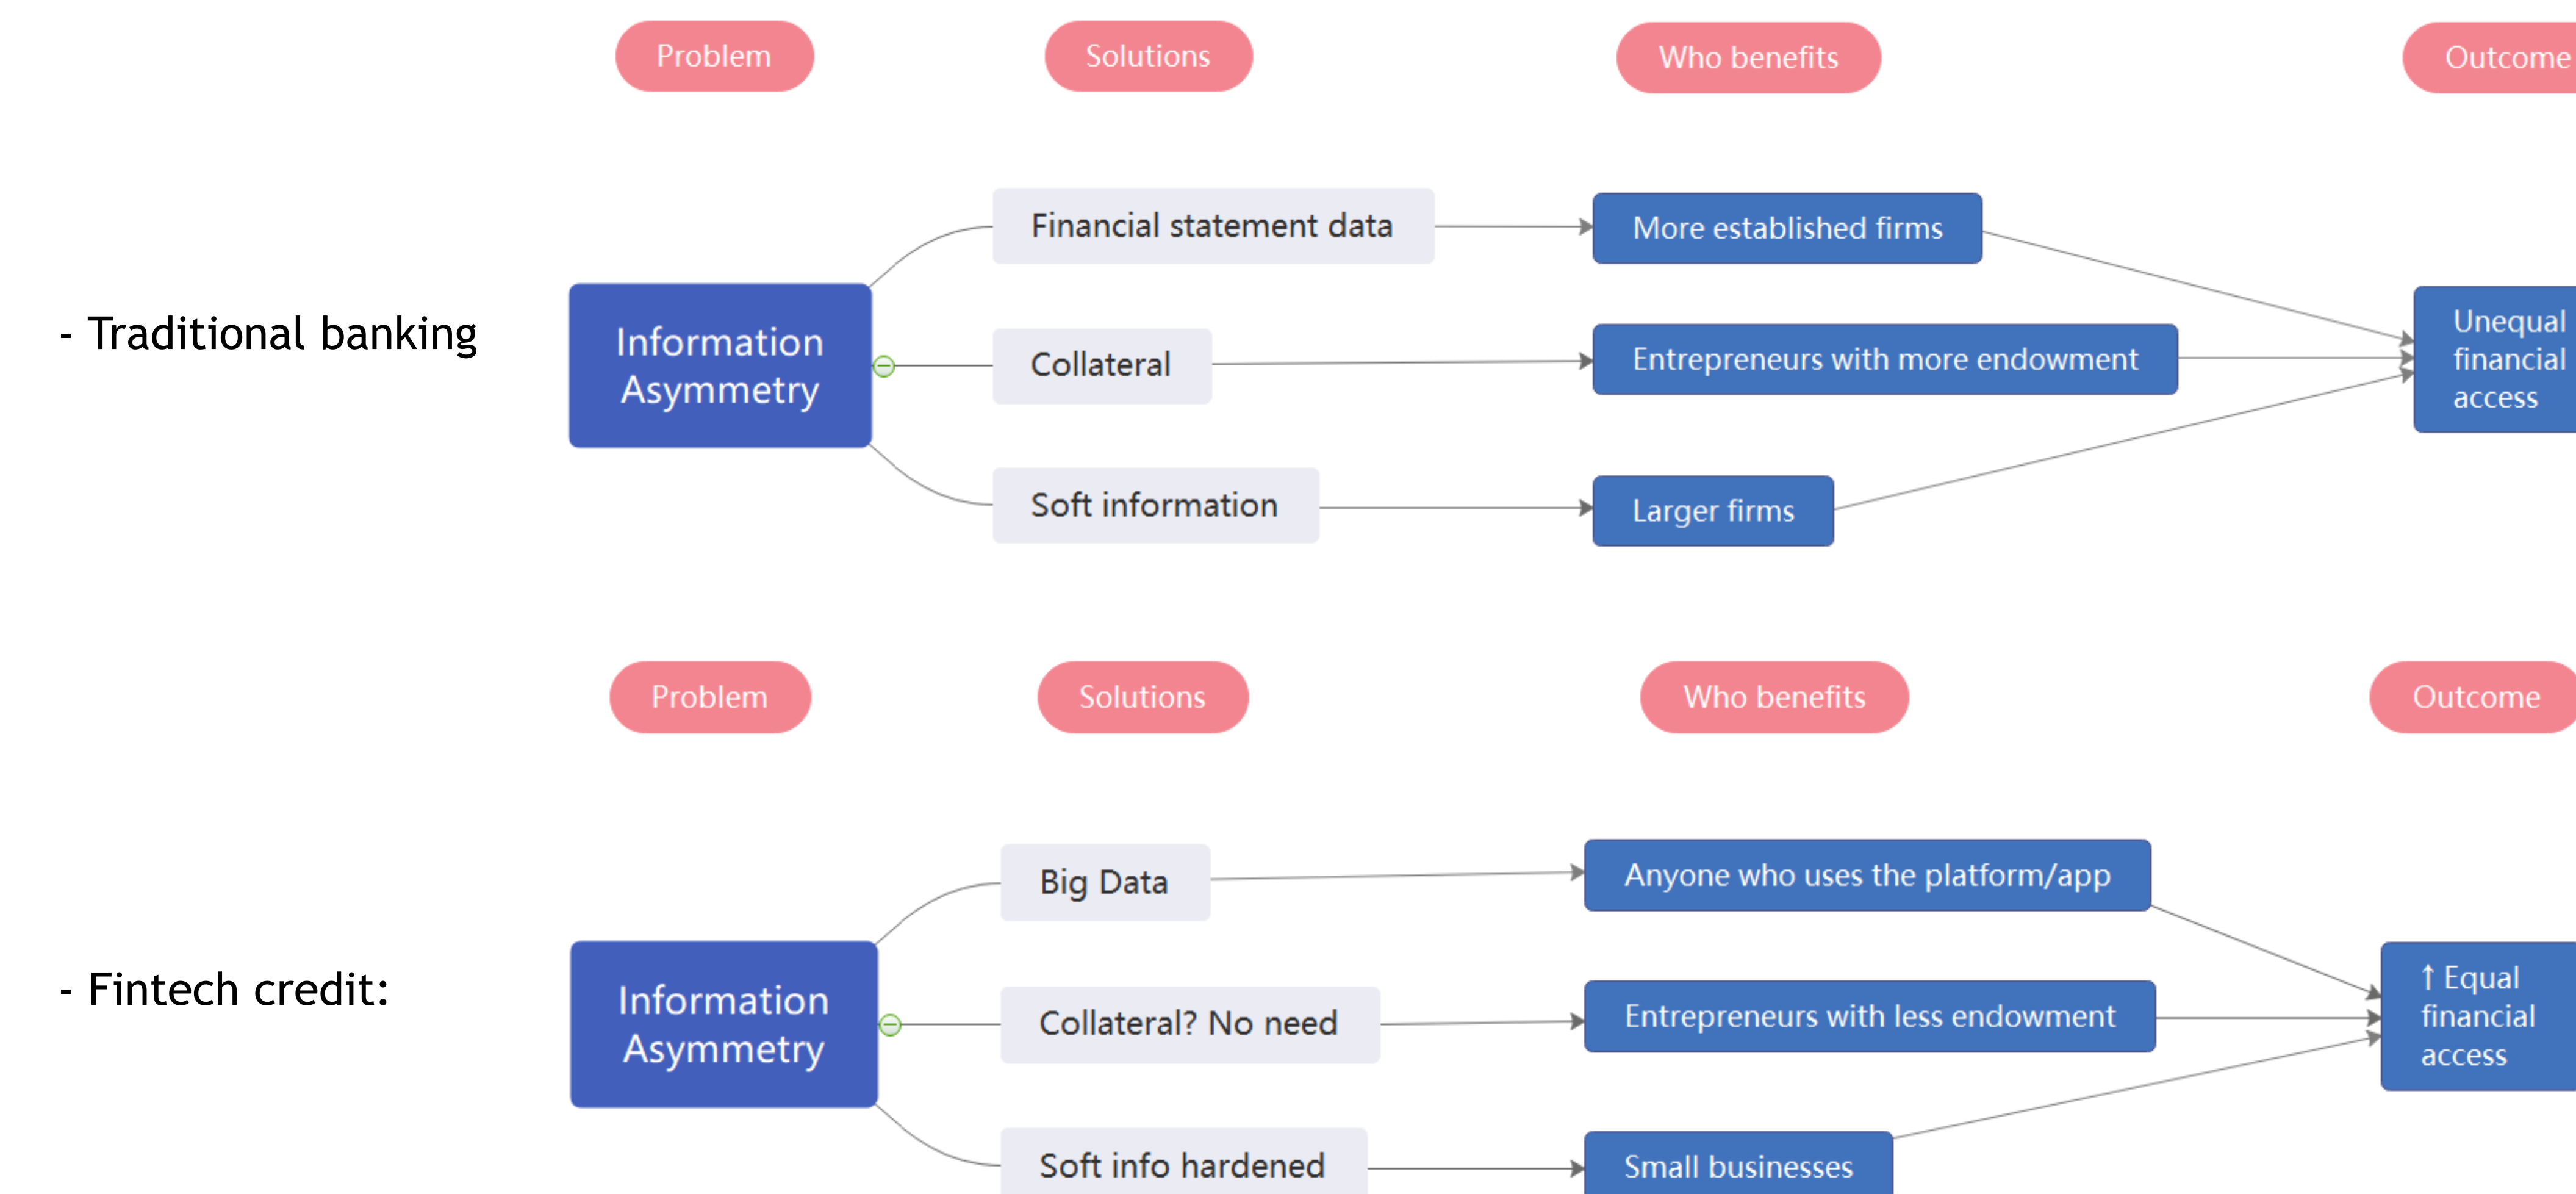 Problem
Solutions
Who benefits
Outcome
- Traditional banking
Information
Asymmetry
Financial statement data
Collateral
Soft information
More established firms
Entrepreneurs with more endowment
Larger firms
Unequal
financial
access
Problem
Solutions
Who benefits
Outcome
- Fintech credit:
Information
Asymmetry
Big Data
Collateral? No need
Soft info hardened
Anyone who uses the platform/app
Entrepreneurs with less endowment
Small businesses
↑ Equal
financial
access